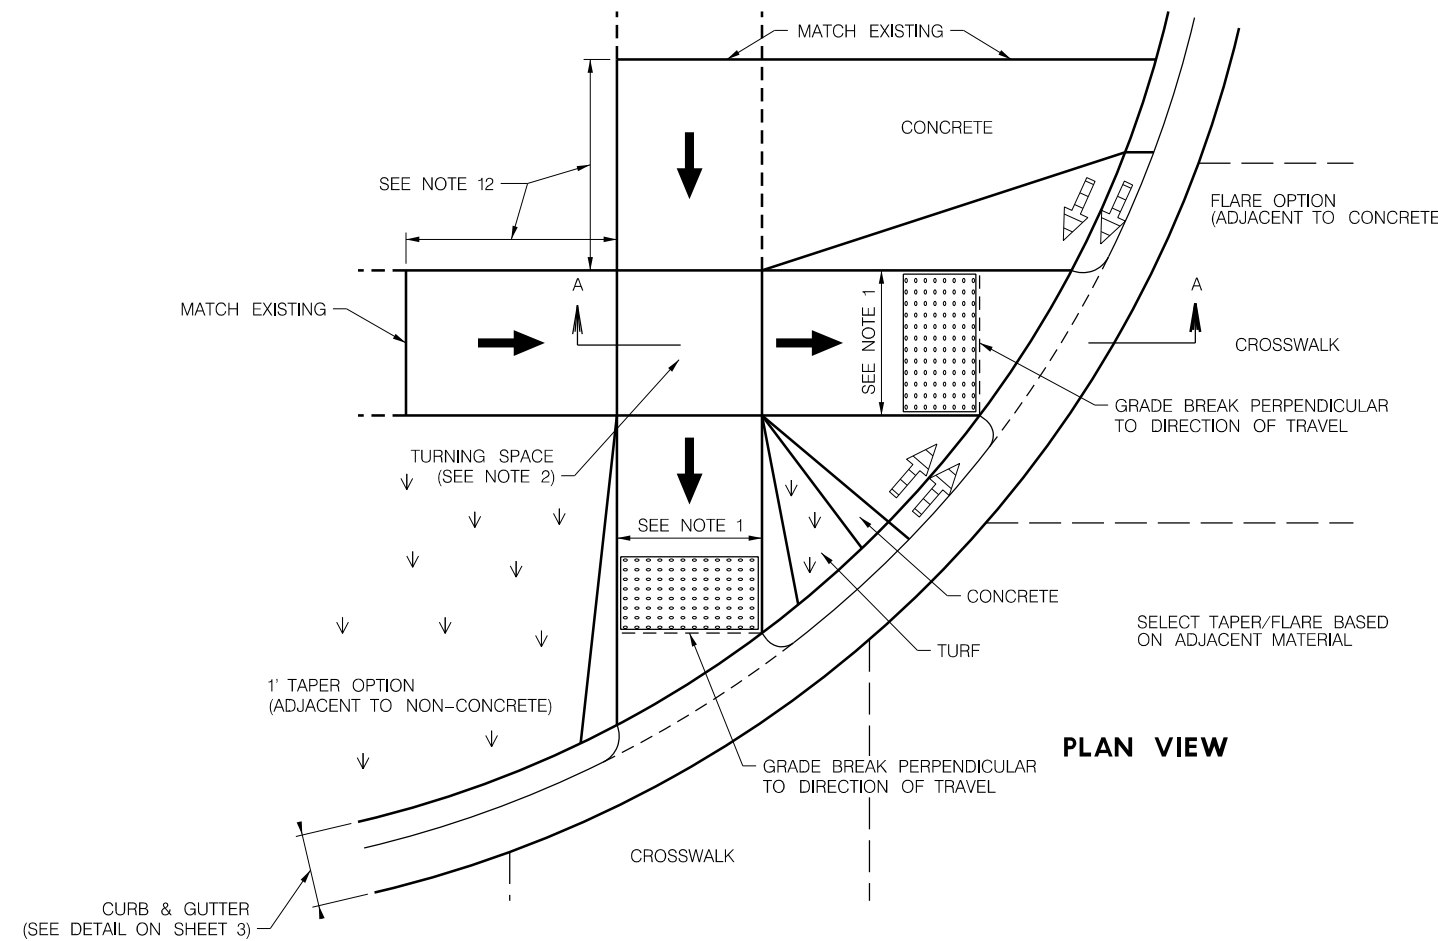 MATCH EXISTING
CONCRETE
SEE NOTE 12
FLARE OPTION
(ADJACENT TO CONCRETE
A
A
SEE NOTE 1
MATCH EXISTING
CROSSWALK
GRADE BREAK PERPENDICULAR
TO DIRECTION OF TRAVEL
TURNING SPACE
(SEE NOTE 2)
SEE NOTE 1
CONCRETE
TURF
SELECT TAPER/FLARE BASED
ON ADJACENT MATERIAL
1' TAPER OPTION
(ADJACENT TO NON-CONCRETE)
PLAN VIEW
GRADE BREAK PERPENDICULAR
TO DIRECTION OF TRAVEL
CROSSWALK
CURB & GUTTER
(SEE DETAIL ON SHEET 3)